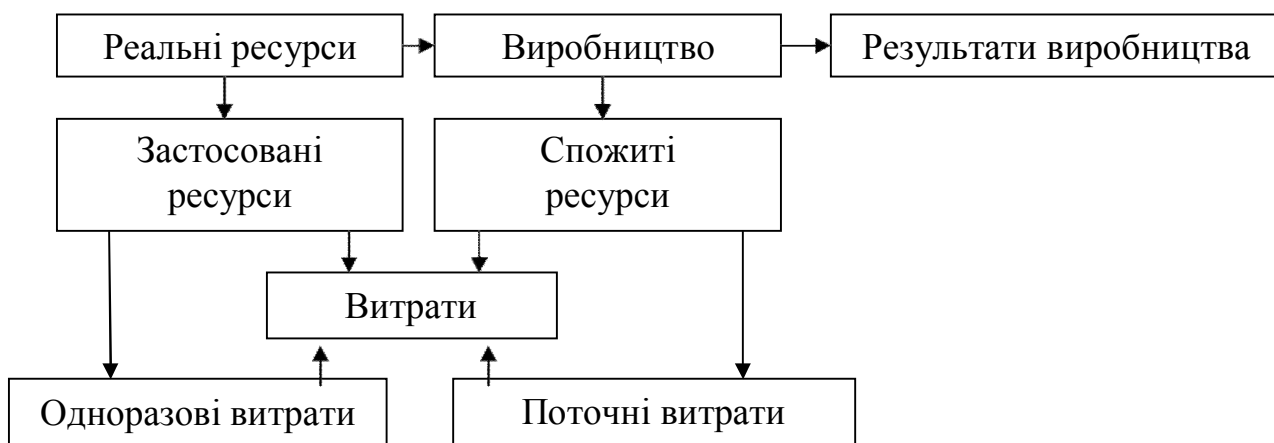 Реальні ресурси
Виробництво
Результати виробництва
Застосовані
ресурси
Спожиті
ресурси
Витрати
Одноразові витрати
Поточні витрати